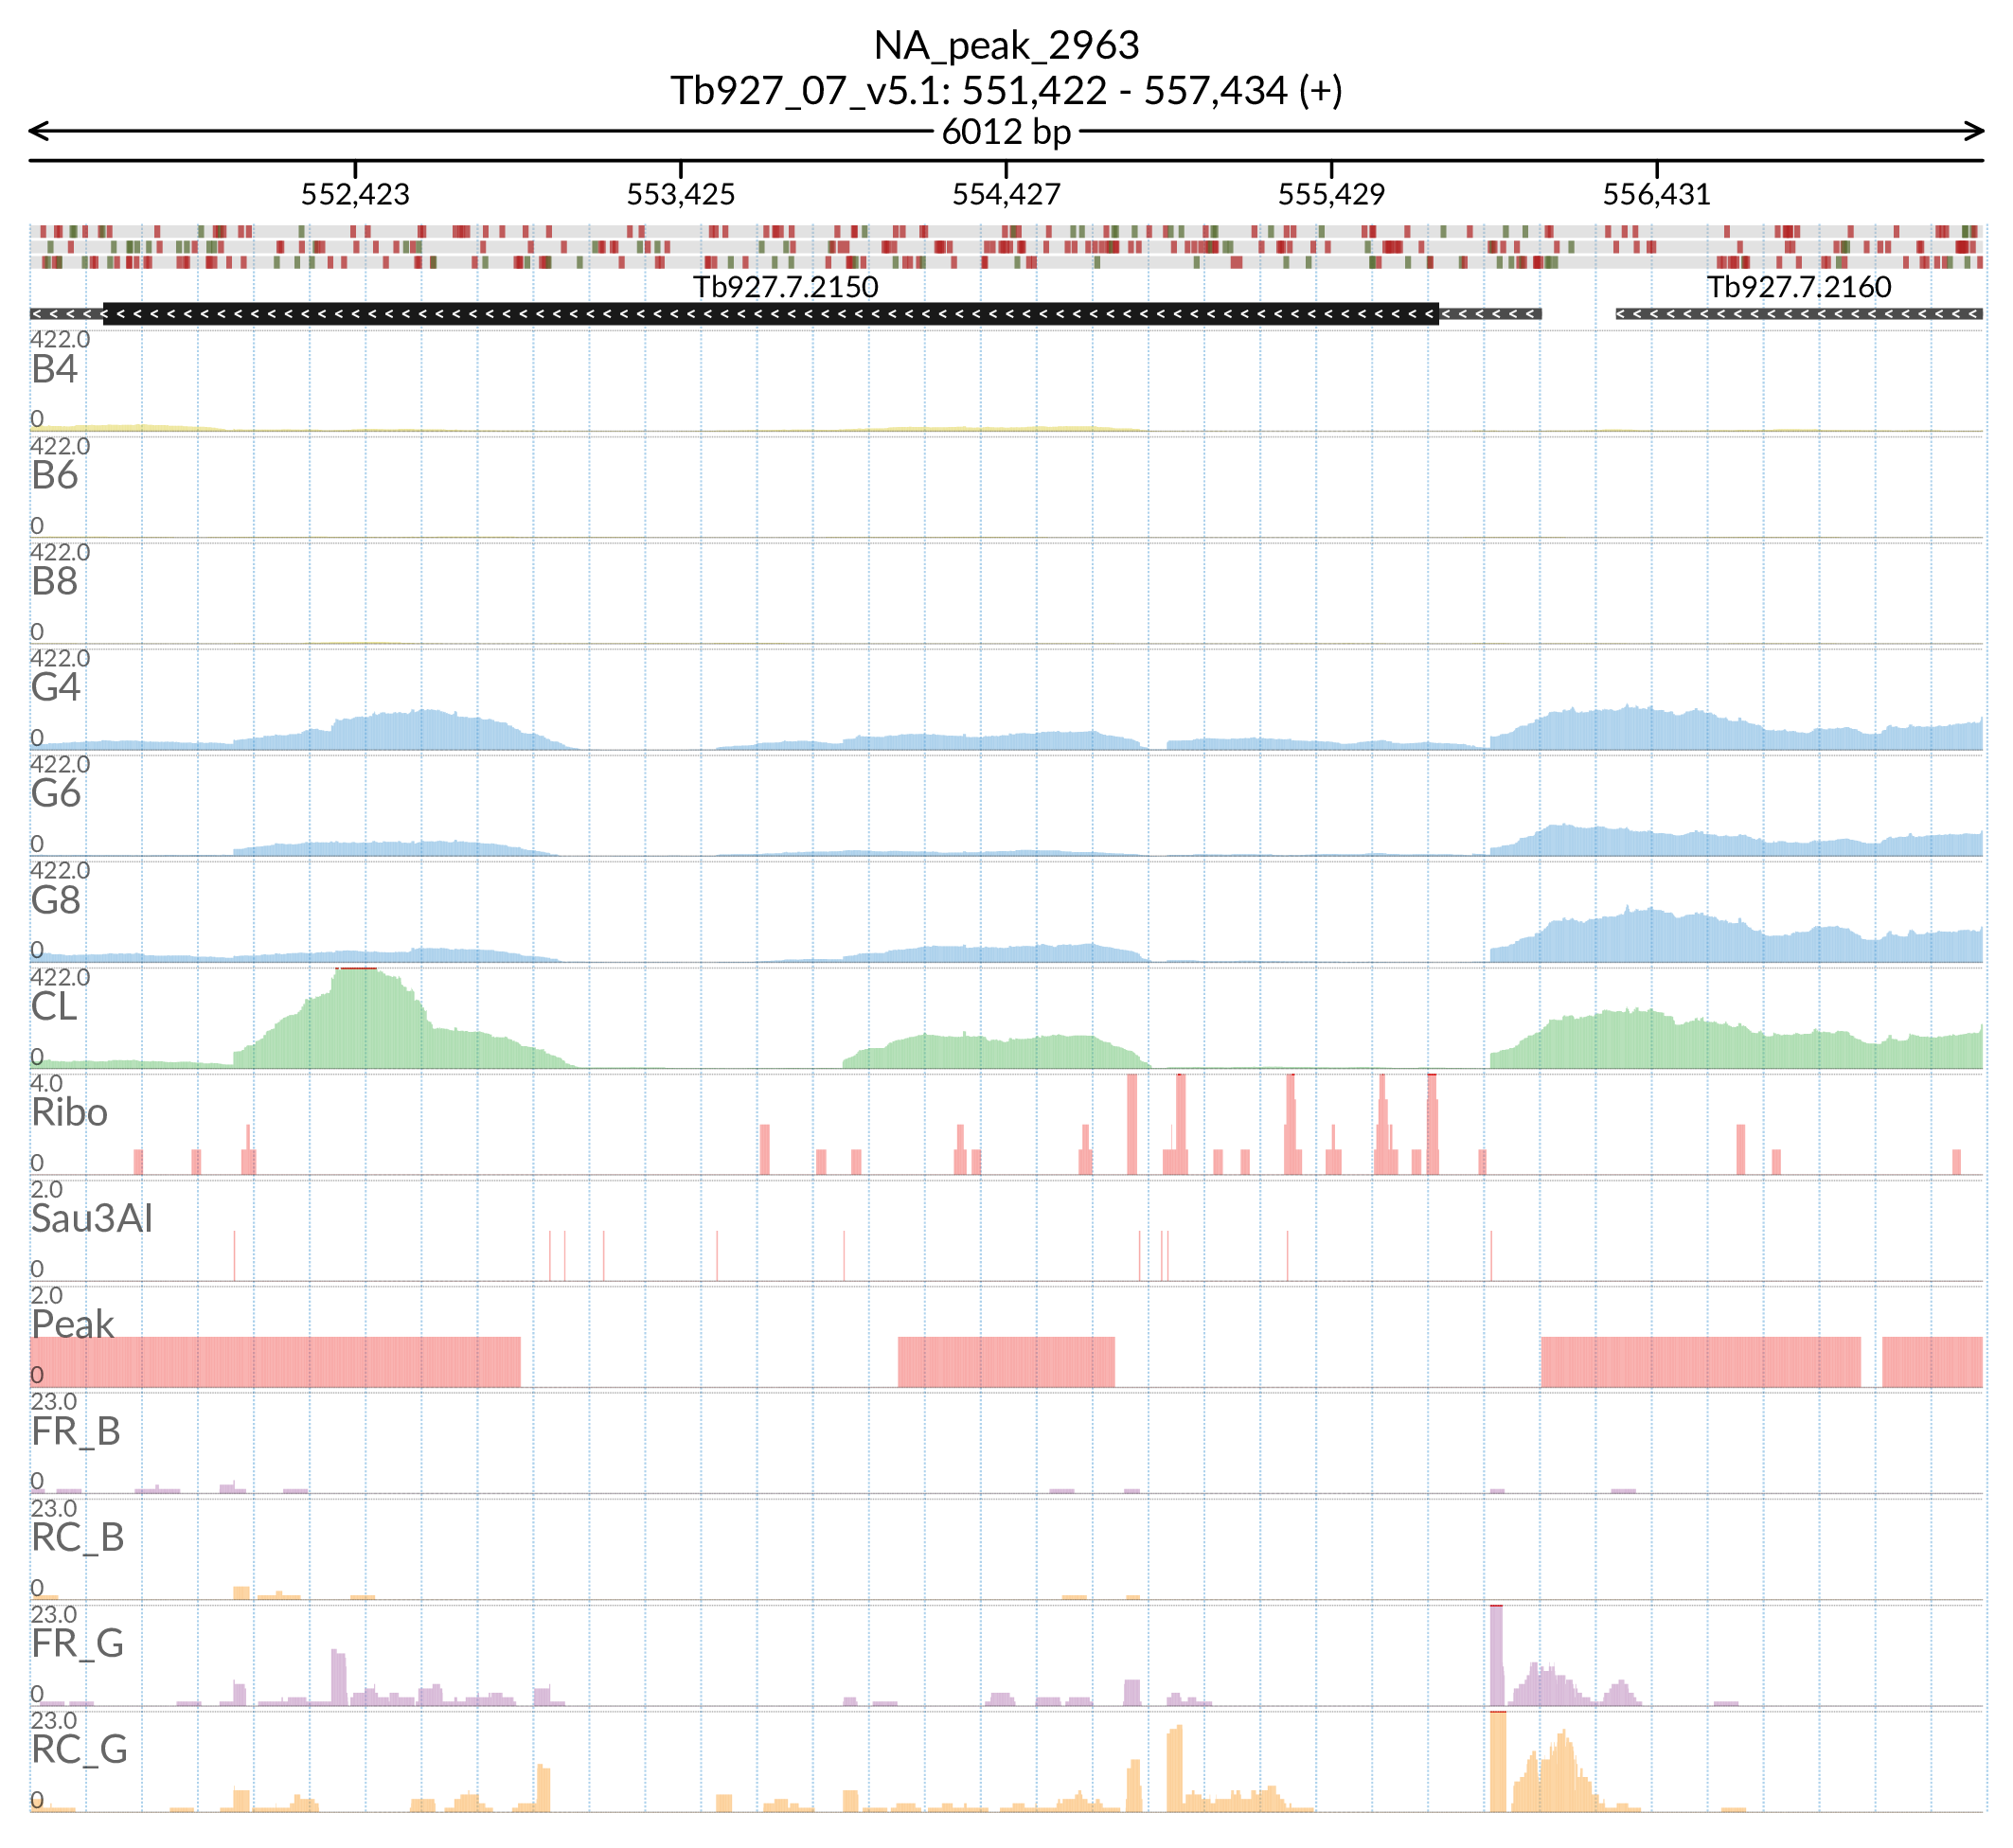 NA_peak_2963
Tb927_07_v5.1: 551,422 - 557,434 (+)
6012 bp
552,423 553,425 554,427 555,429 556,431
Tb927.7.2150 Tb927.7.2160
422.0
B4
0
422.0
B6
0
422.0
B8
0
422.0
G4
0
422.0
G6
0
422.0
G8
0
422.0
CL
0
4.0
Ribo
0
2.0
Sau3AI
0
2.0
Peak
0
23.0
FR_B
0
23.0
RC_B
0
23.0
FR_G
0
23.0
RC_G
0